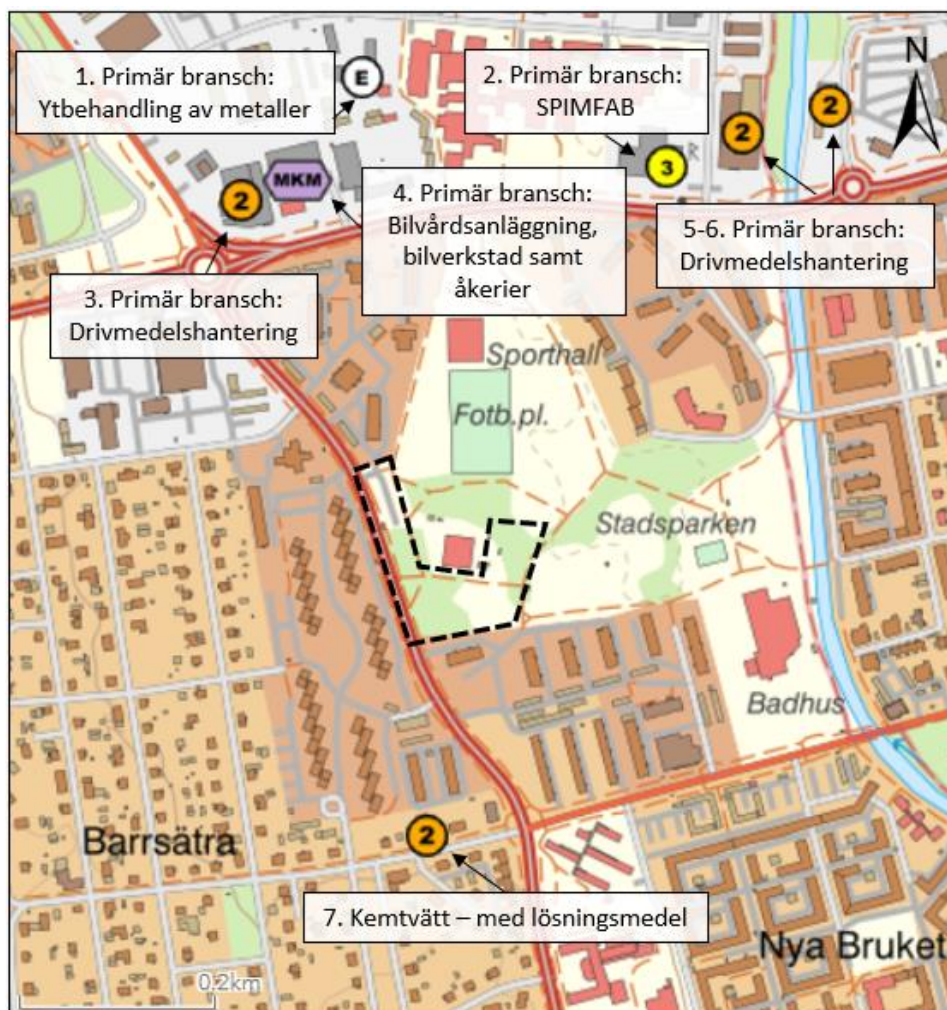 1. Primär bransch:
Ytbehandling av metaller
E
2. Primär bransch:
SPIMFAB
3
2
2
N
2
MKM
4. Primär bransch:
Bilvårdsanläggning,
bilverkstad samt
åkerier
5-6. Primär bransch:
Drivmedelshantering
3. Primär bransch:
Drivmedelshantering
Sporthall
Fotb.pl.
Stadsparken
Badhus
Barrsätra
2
7. Kemtvätt – med lösningsmedel
Nya Bruket
0.2km